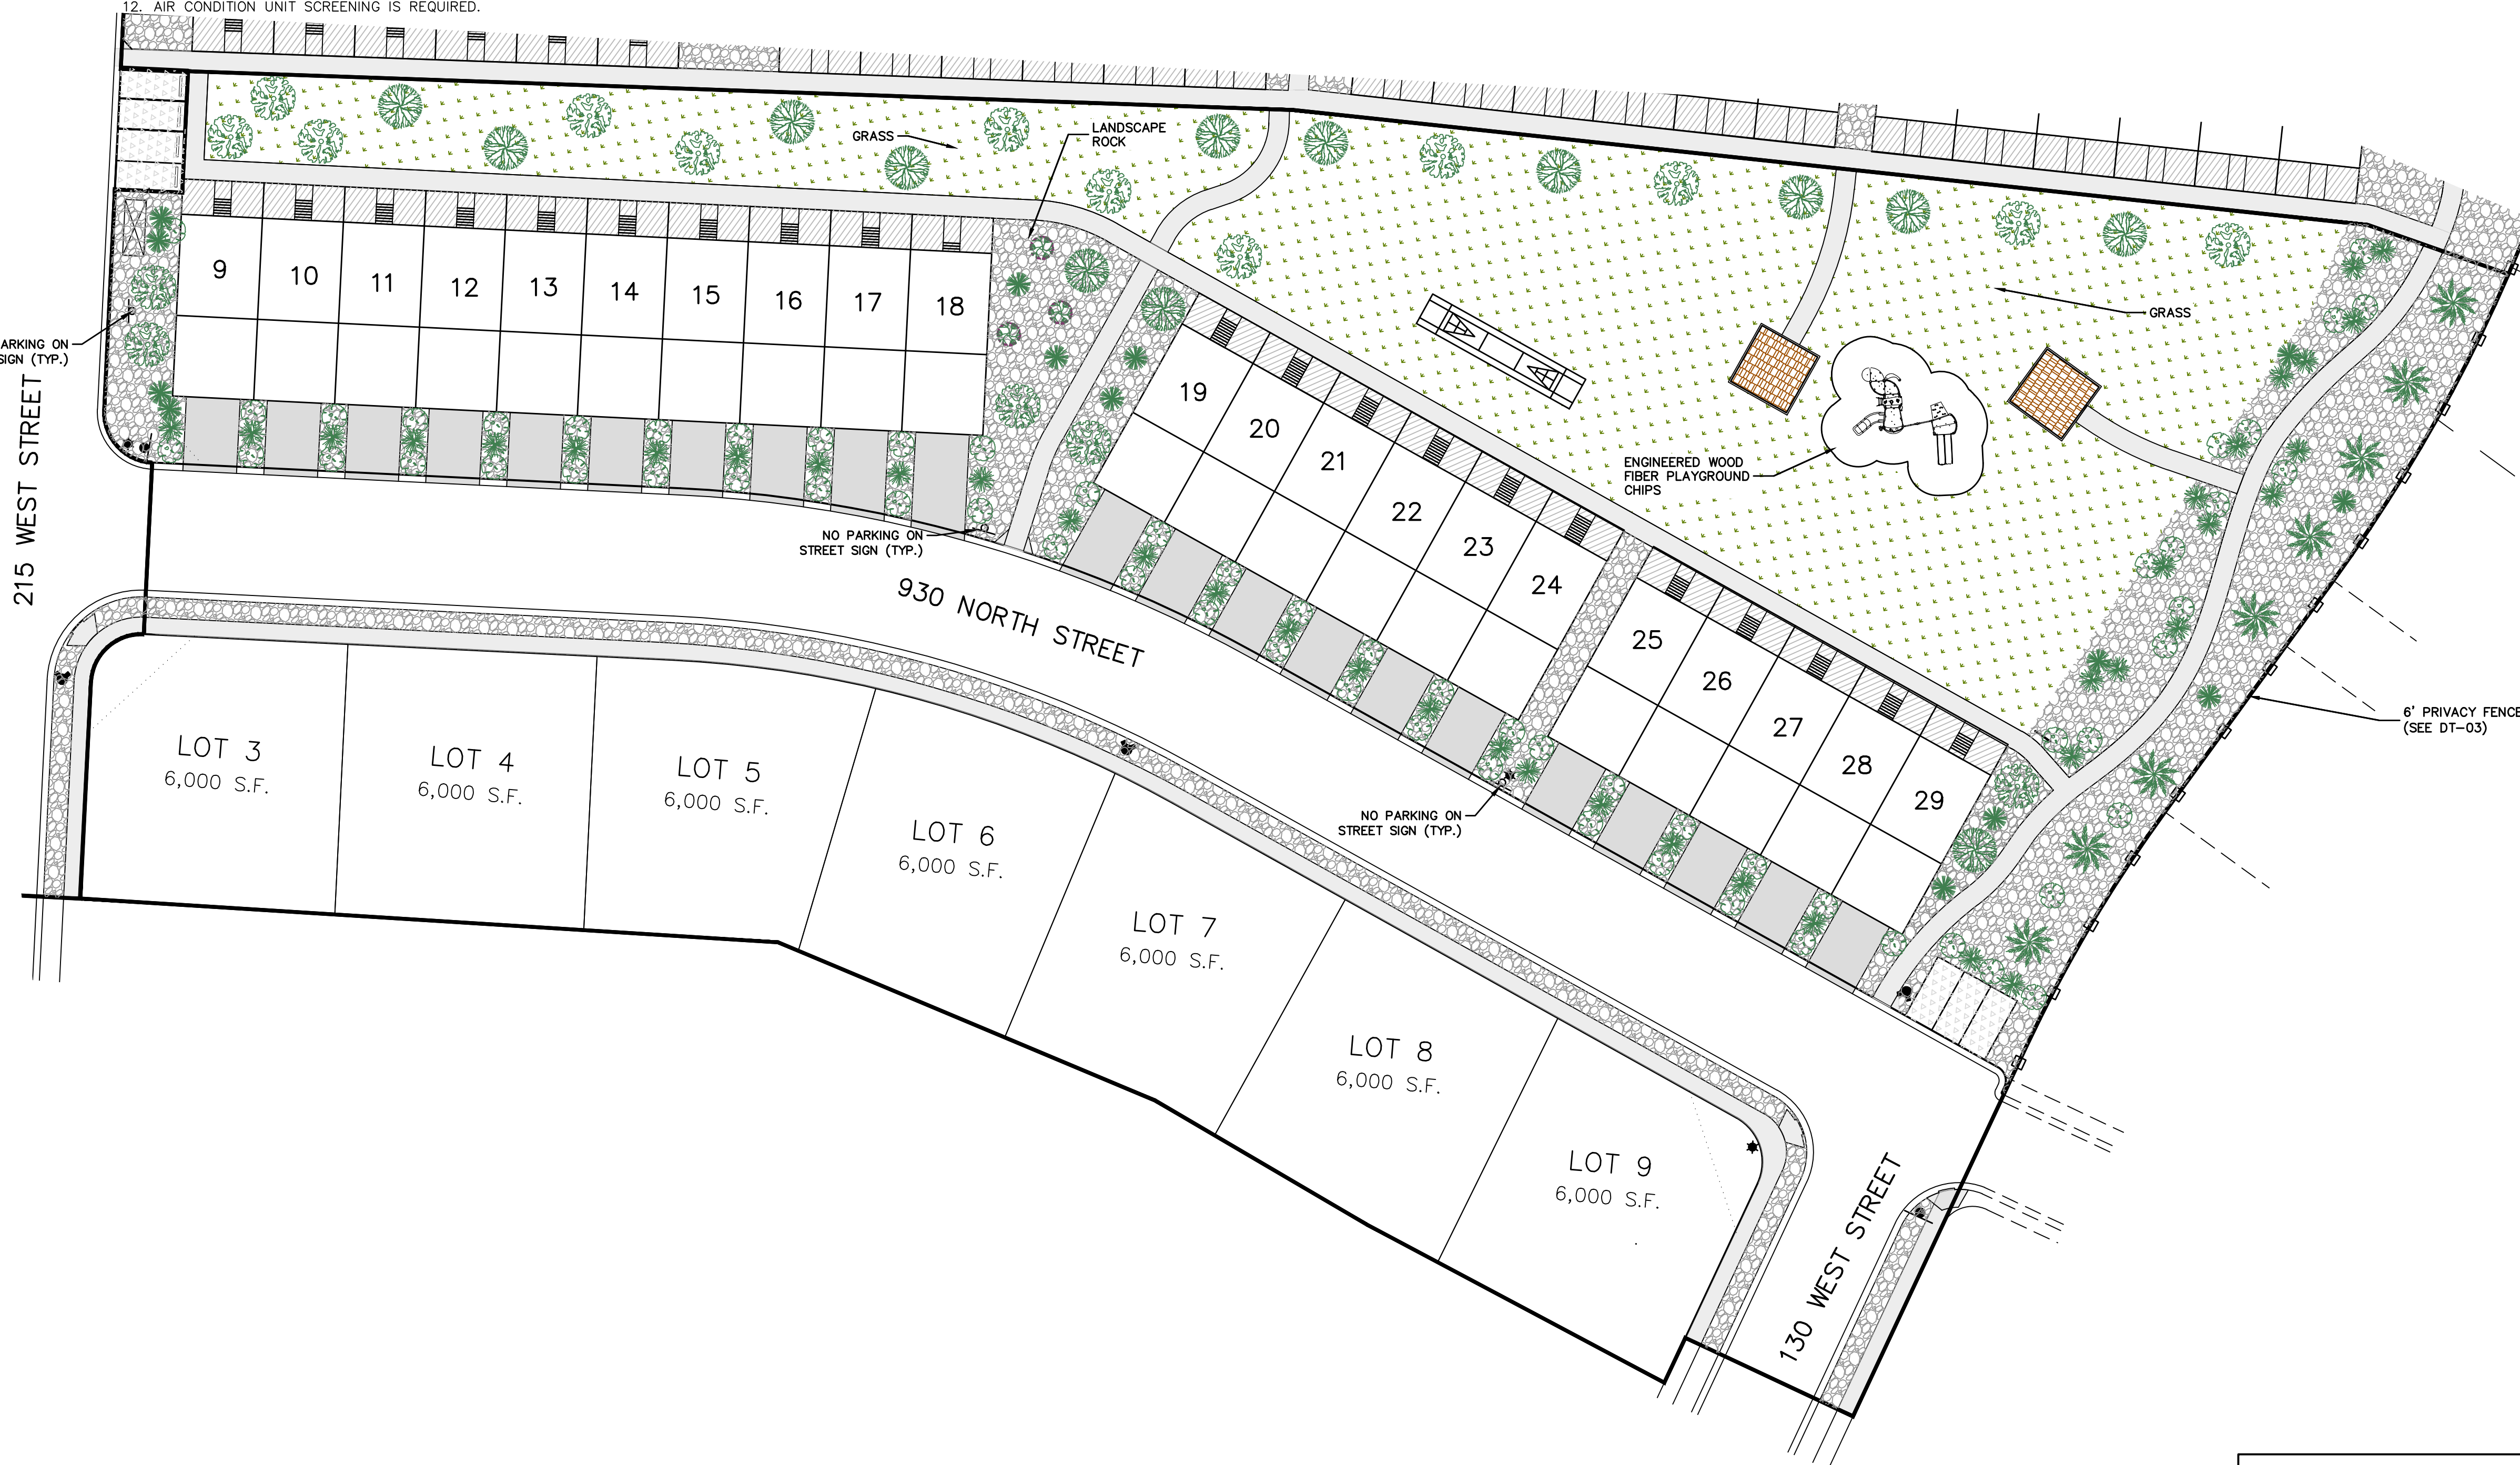 12. AIR CONDITION UNIT SCREENING IS REQUIRED.
GRASS
LANDSCAPE
ROCK
9
10
11
12
13
14
15
16
17
18
PARKING ON
SIGN (TYP.)
215 WEST STREET
GRASS
19
20
21
22
23
24
25
26
27
28
29
ENGINEERED WOOD
FIBER PLAYGROUND
CHIPS
NO PARKING ON
STREET SIGN (TYP.)
930 NORTH STREET
6' PRIVACY FENCE
(SEE DT-03)
NO PARKING ON
STREET SIGN (TYP.)
LOT 3
6,000 S.F.
LOT 4
6,000 S.F.
LOT 5
6,000 S.F.
LOT 6
6,000 S.F.
LOT 7
6,000 S.F.
LOT 8
6,000 S.F.
LOT 9
6,000 S.F.
130 WEST STREET